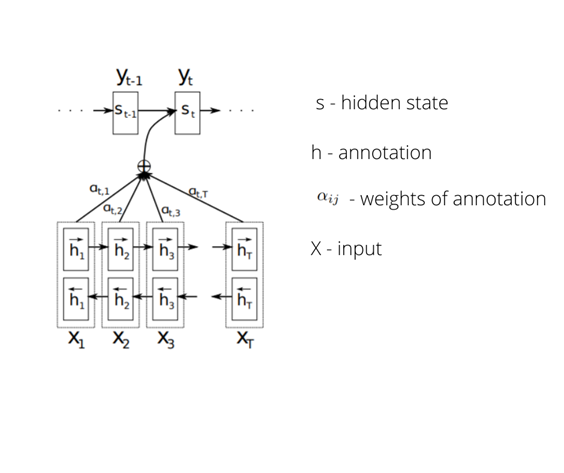 yt-1 yt
. . . st-1 st . . .
at,1 at,T
at,2 at,3
→h1 →h2 →h3 →hT
←h1 ←h2 ←h3 ←hT
X1 X2 X3 XT
s - hidden state
h - annotation
αij - weights of annotation
X - input